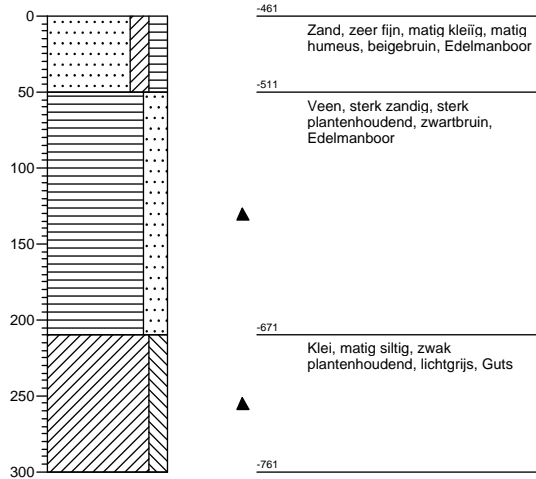 0
-461
Zand, zeer fijn, matig kleiïg, matig
humeus, beigebruin, Edelmanboor
50
-511
Veen, sterk zandig, sterk
plantenhoudend, zwartbruin,
Edelmanboor
100
150
200
-671
Klei, matig siltig, zwak
plantenhoudend, lichtgrijs, Guts
250
300
-761